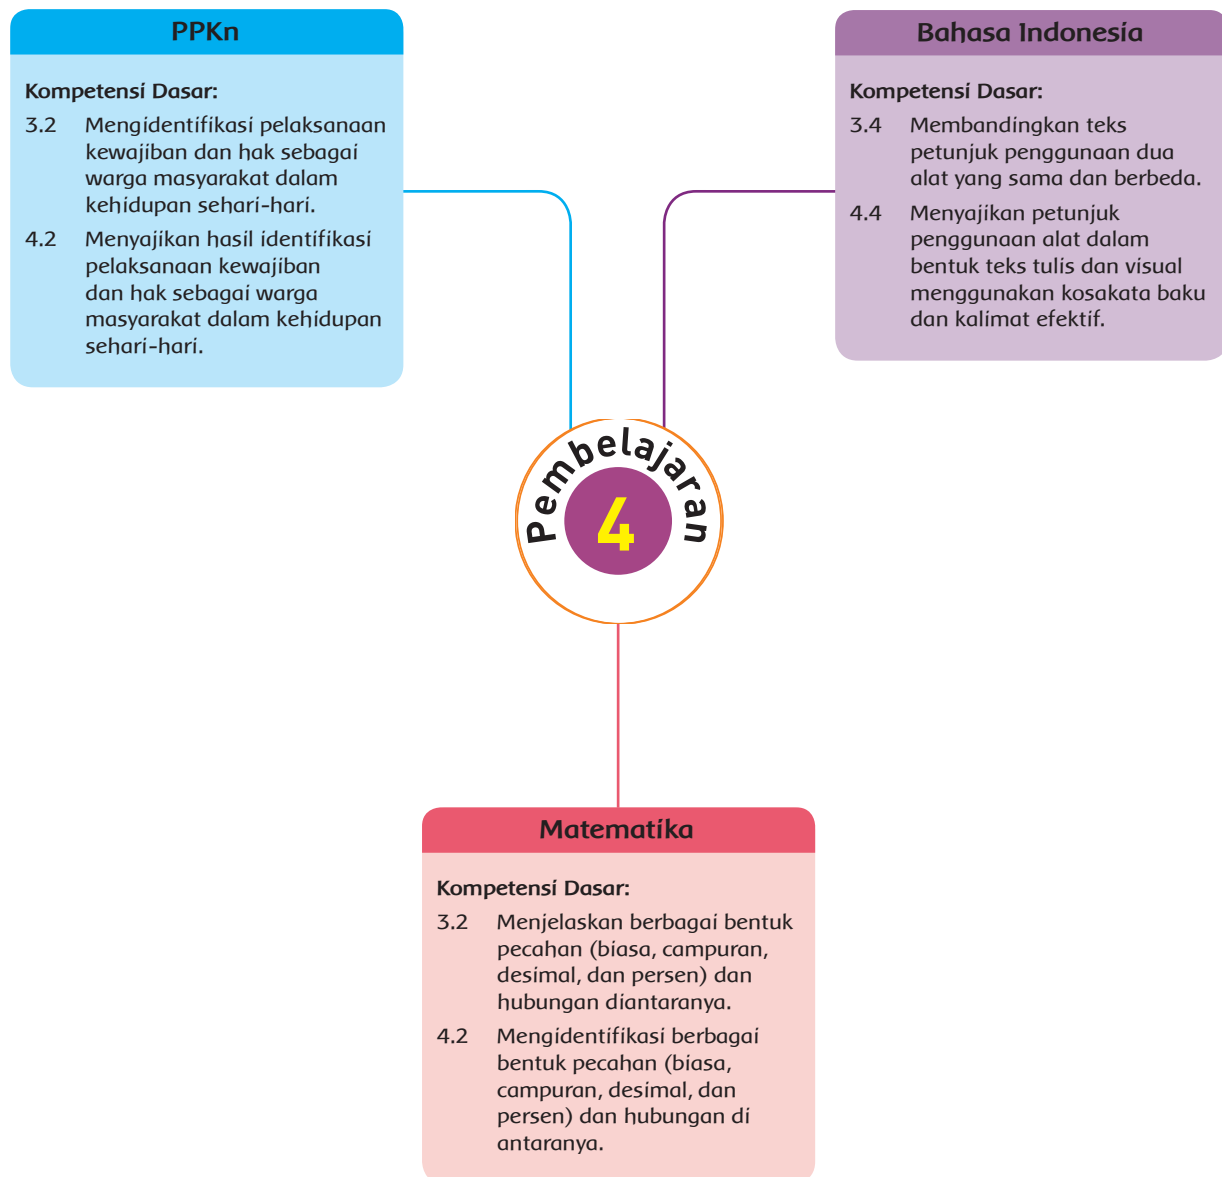 PPKn
Kompetensi Dasar:
3.2 Mengidentifikasi pelaksanaan
kewajiban dan hak sebagai
warga masyarakat dalam
kehidupan sehari-hari.
4.2 Menyajikan hasil identifikasi
pelaksanaan kewajiban
dan hak sebagai warga
masyarakat dalam kehidupan
sehari-hari.
Bahasa Indonesia
Kompetensi Dasar:
3.4 Membandingkan teks
petunjuk penggunaan dua
alat yang sama dan berbeda.
4.4 Menyajikan petunjuk
penggunaan alat dalam
bentuk teks tulis dan visual
menggunakan kosakata baku
dan kalimat efektif.
Pembelajaran
4
Matematika
Kompetensi Dasar:
3.2 Menjelaskan berbagai bentuk
pecahan (biasa, campuran,
desimal, dan persen) dan
hubungan diantaranya.
4.2 Mengidentifikasi berbagai
bentuk pecahan (biasa,
campuran, desimal, dan
persen) dan hubungan di
antaranya.